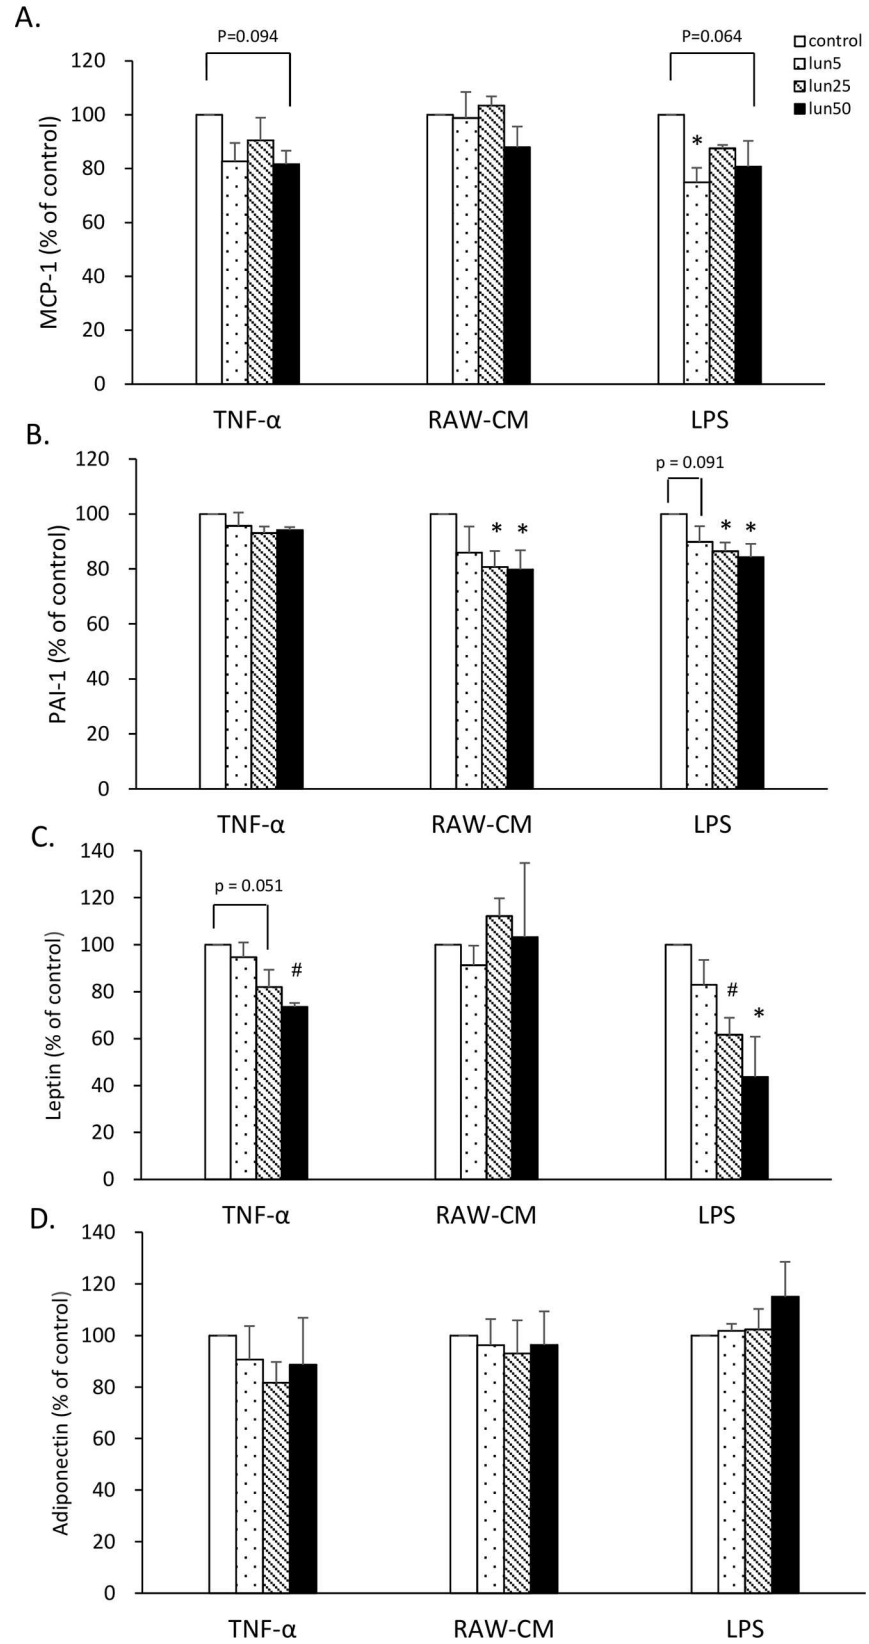 A.
P=0.094
P=0.064
control
lun5
lun25
lun50
120
100
80
60
40
20
0
MCP-1 (% of control)
*
TNF-α RAW-CM LPS
B.
p = 0.091
120
100
80
60
40
20
0
PAI-1 (% of control)
* * * *
TNF-α RAW-CM LPS
C.
p = 0.051
140
120
100
80
60
40
20
0
Leptin (% of control)
# # *
TNF-α RAW-CM LPS
D.
140
120
100
80
60
40
20
0
Adiponectin (% of control)
TNF-α RAW-CM LPS